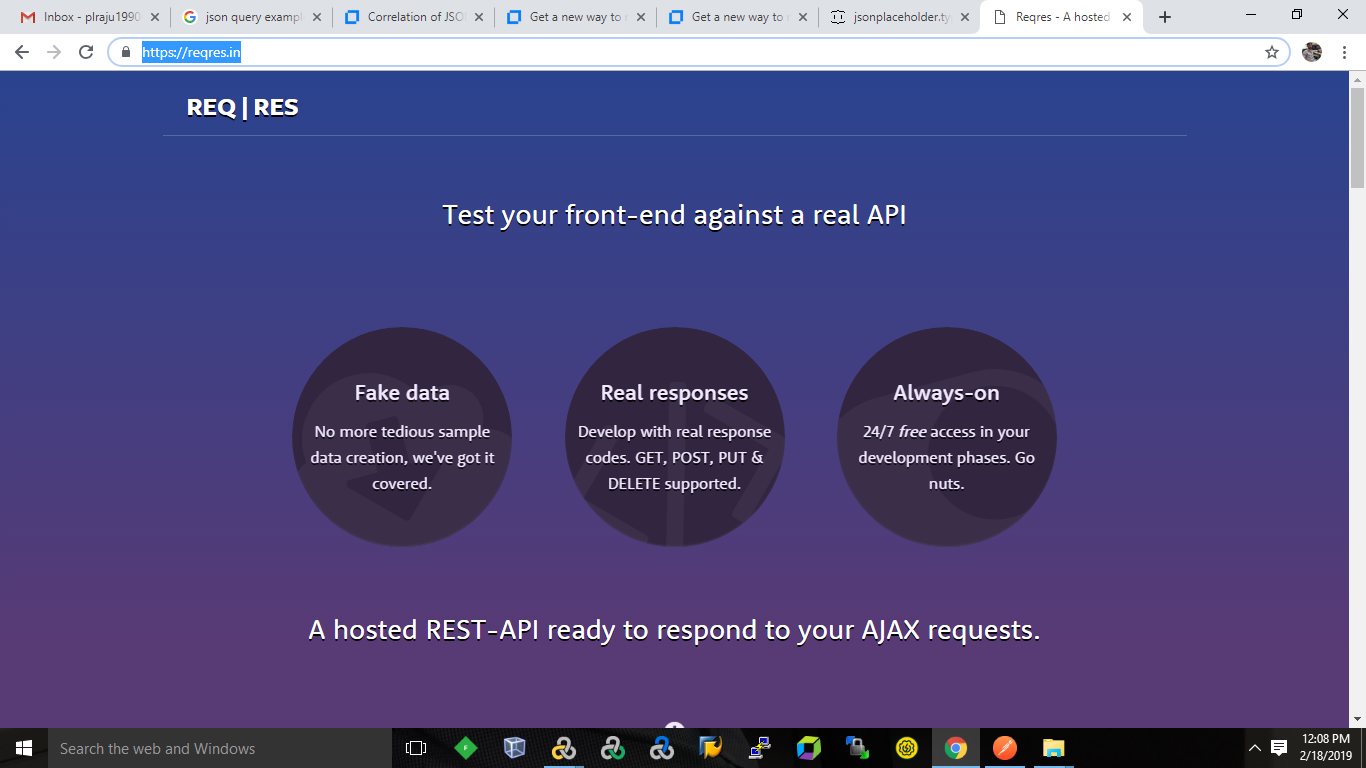 Inbox - plraju1990
json query exampl
Correlation of JSO
Get a new way to
Get a new way to
jsonplaceholder.ty
Reqres - A hosted
https://reqres.in
REQ | RES
Test your front-end against a real API
Fake data
No more tedious sample
data creation, we've got it
covered.
Real responses
Develop with real response
codes. GET, POST, PUT &
DELETE supported.
Always-on
24/7 free access in your
development phases. Go
nuts.
A hosted REST-API ready to respond to your AJAX requests.
Search the web and Windows
12:08 PM
2/18/2019